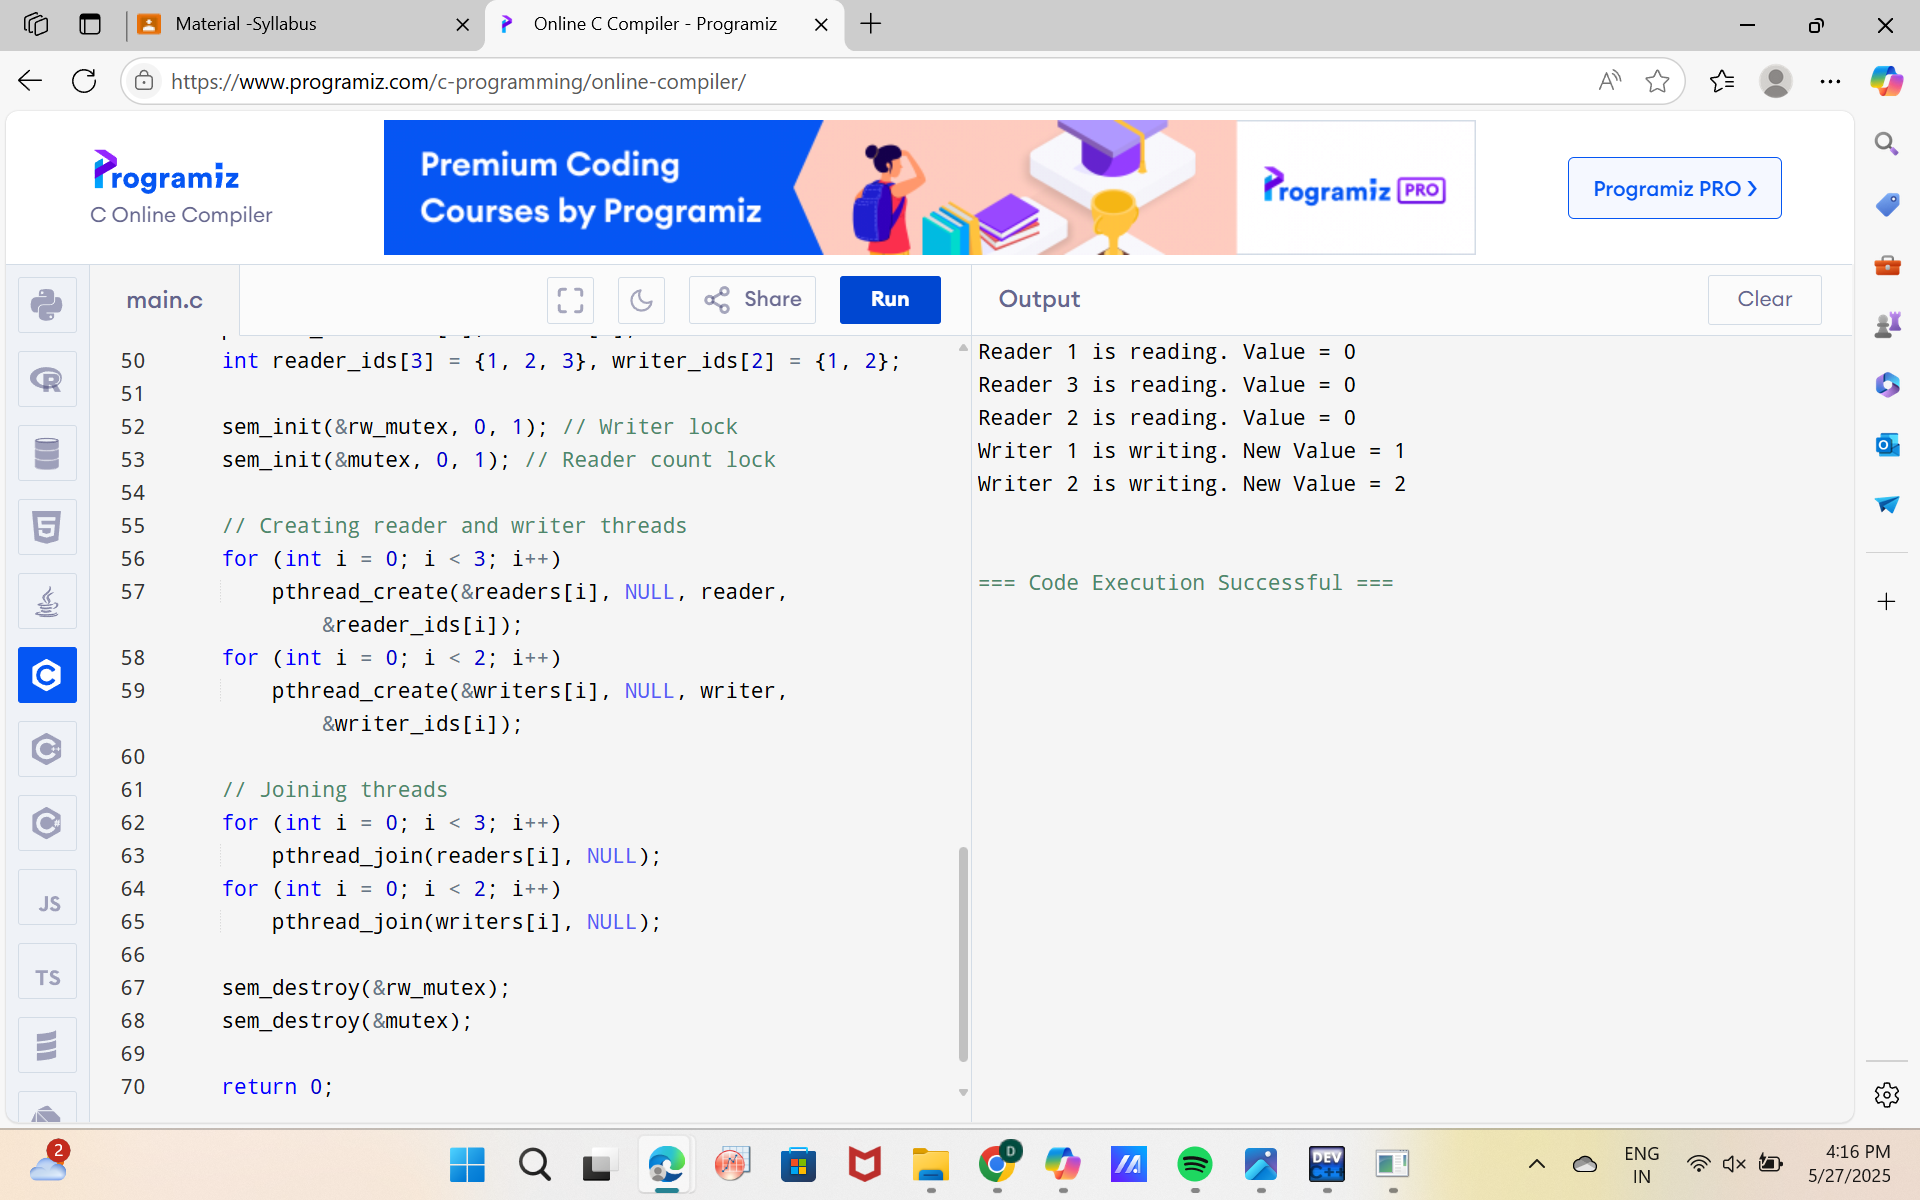 Material -Syllabus
Online C Compiler - Programiz
https://www.programiz.com/c-programming/online-compiler/
Programiz
C Online Compiler
Premium Coding
Courses by Programiz
Programiz PRO
Programiz PRO ❯
main.c
Share
Run
Output
Clear
50 int reader_ids[3] = {1, 2, 3}, writer_ids[2] = {1, 2};
51
52 sem_init(&rw_mutex, 0, 1); // Writer lock
53 sem_init(&mutex, 0, 1); // Reader count lock
54
55 // Creating reader and writer threads
56 for (int i = 0; i < 3; i++)
57 pthread_create(&readers[i], NULL, reader,
&reader_ids[i]);
58 for (int i = 0; i < 2; i++)
59 pthread_create(&writers[i], NULL, writer,
&writer_ids[i]);
60
61 // Joining threads
62 for (int i = 0; i < 3; i++)
63 pthread_join(readers[i], NULL);
64 for (int i = 0; i < 2; i++)
65 pthread_join(writers[i], NULL);
66
67 sem_destroy(&rw_mutex);
68 sem_destroy(&mutex);
69
70 return 0;
Reader 1 is reading. Value = 0
Reader 3 is reading. Value = 0
Reader 2 is reading. Value = 0
Writer 1 is writing. New Value = 1
Writer 2 is writing. New Value = 2
=== Code Execution Successful ===
JS
TS
2
D
DEV
C++
ENG
IN
4:16 PM
5/27/2025